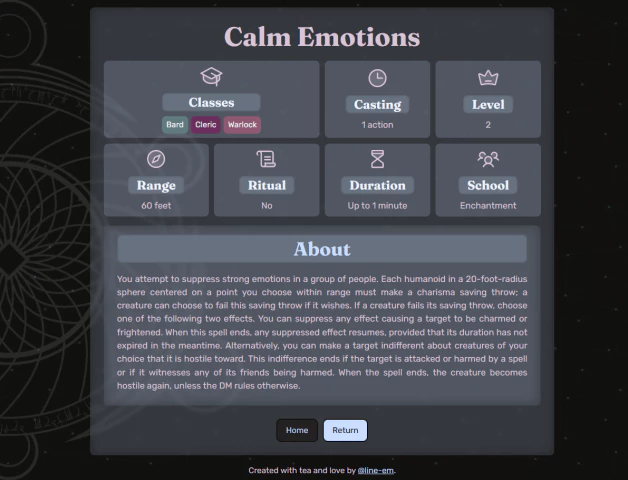 Calm Emotions
Classes
Bard Cleric Warlock
Casting
1 action
Level
2
Range
60 feet
Ritual
No
Duration
Up to 1 minute
School
Enchantment
About
You attempt to suppress strong emotions in a group of people. Each humanoid in a 20-foot-radius
sphere centered on a point you choose within range must make a charisma saving throw; a
creature can choose to fail this saving throw if it wishes. If a creature fails its saving throw, choose
one of the following two effects. You can suppress any effect causing a target to be charmed or
frightened. When this spell ends, any suppressed effect resumes, provided that its duration has not
expired in the meantime. Alternatively, you can make a target indifferent about creatures of your
choice that it is hostile toward. This indifference ends if the target is attacked or harmed by a spell
or if it witnesses any of its friends being harmed. When the spell ends, the creature becomes
hostile again, unless the DM rules otherwise.
Home Return
Created with tea and love by @line-em.